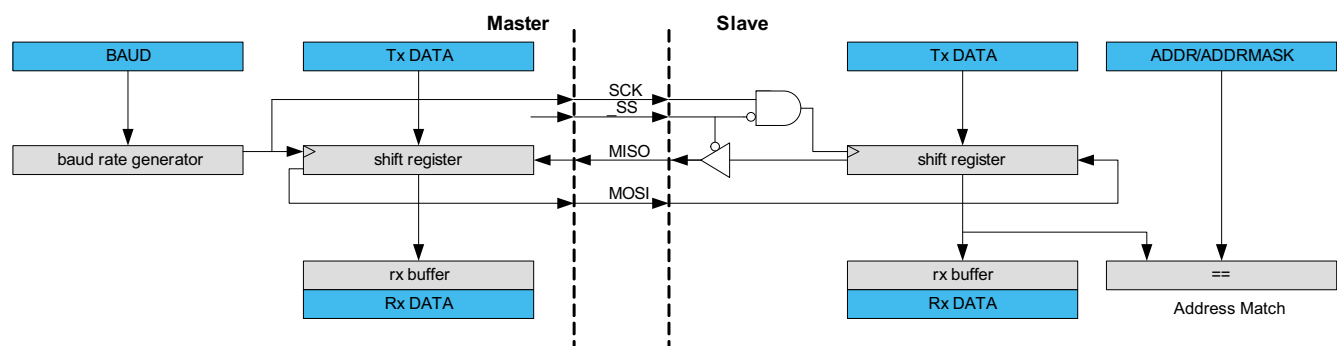 Master
Slave
BAUD
Tx DATA
Tx DATA
ADDR/ADDRMASK
SCK
_SS
baud rate generator
shift register
MISO
shift register
MOSI
rx buffer
rx buffer
==
Rx DATA
Rx DATA
Address Match